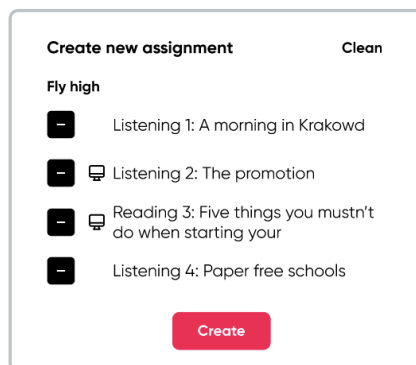 Create new assignment
Clean
Fly high
Listening 1: A morning in Krakowd
Listening 2: The promotion
Reading 3: Five things you mustn't
do when starting your
Listening 4: Paper free schools
Create